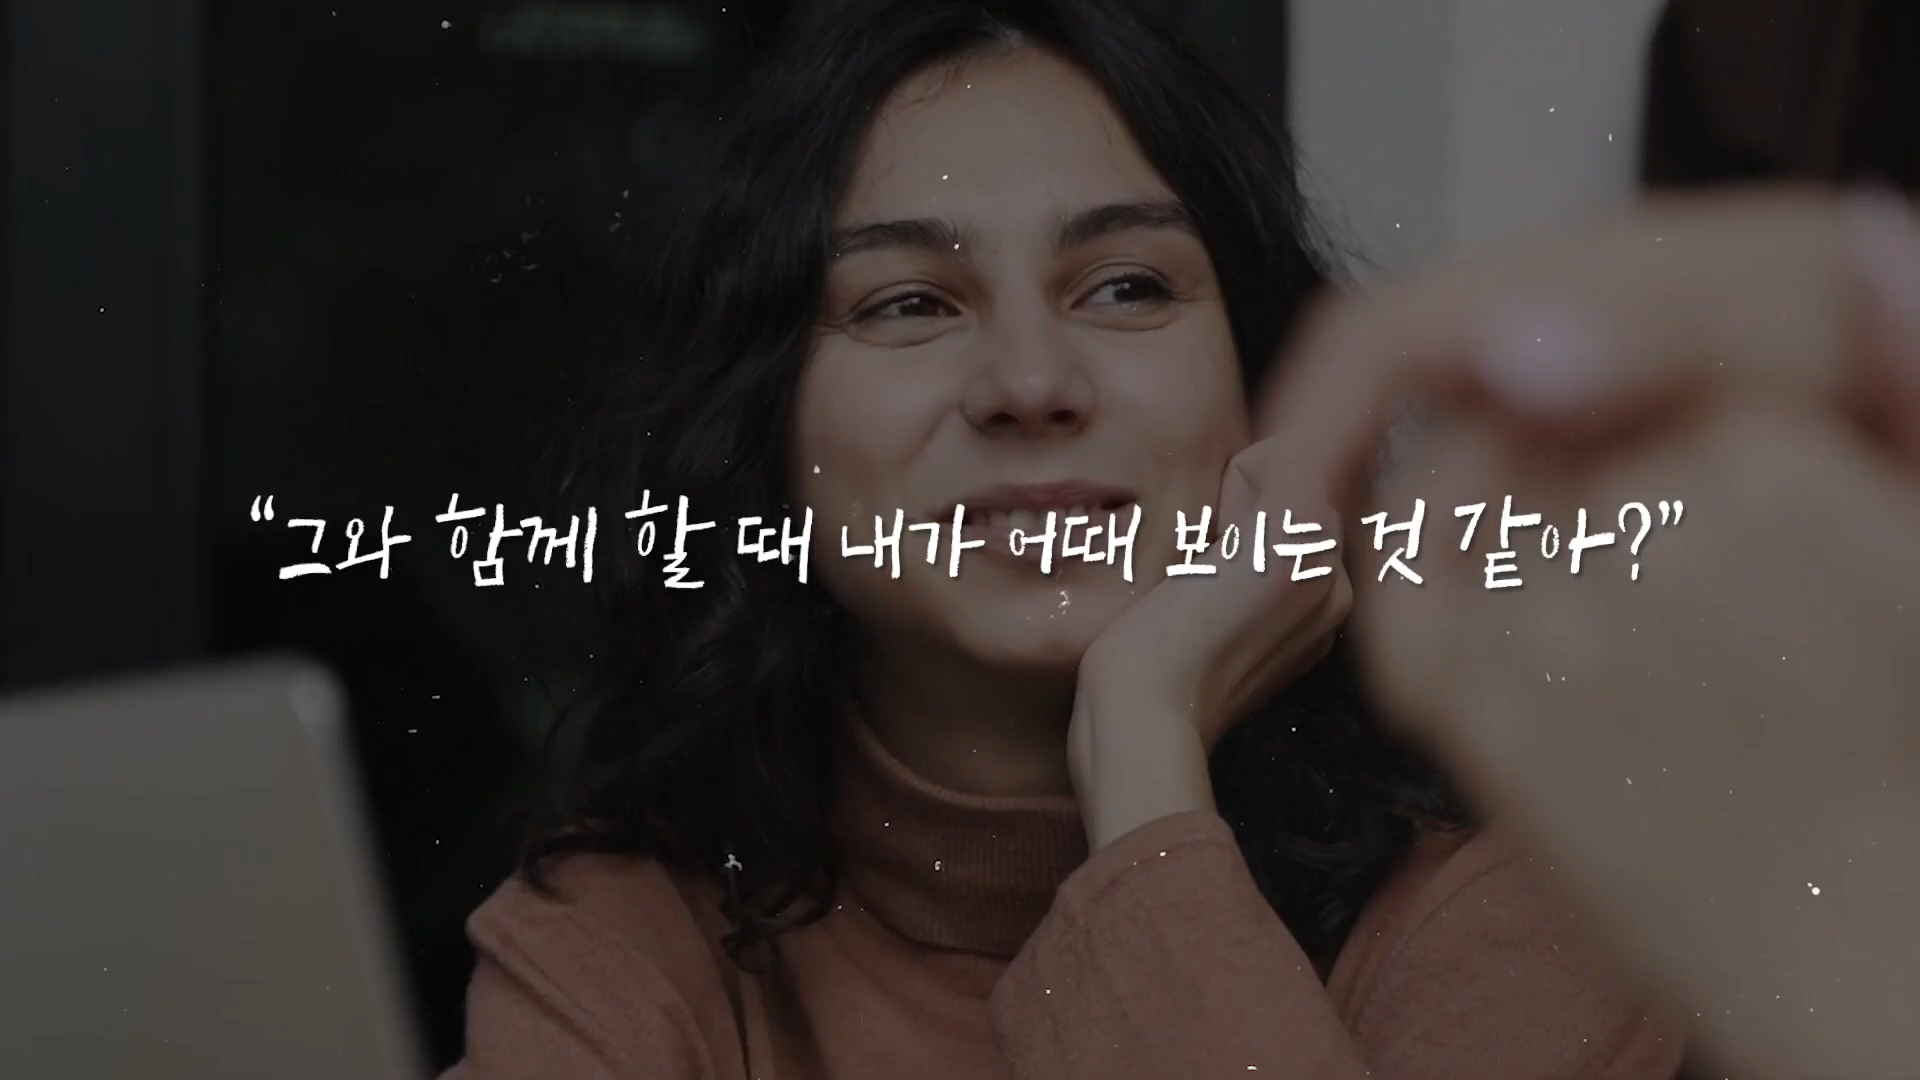 “그와 함께 할 때 내가 어때 보이는 것 같아?”